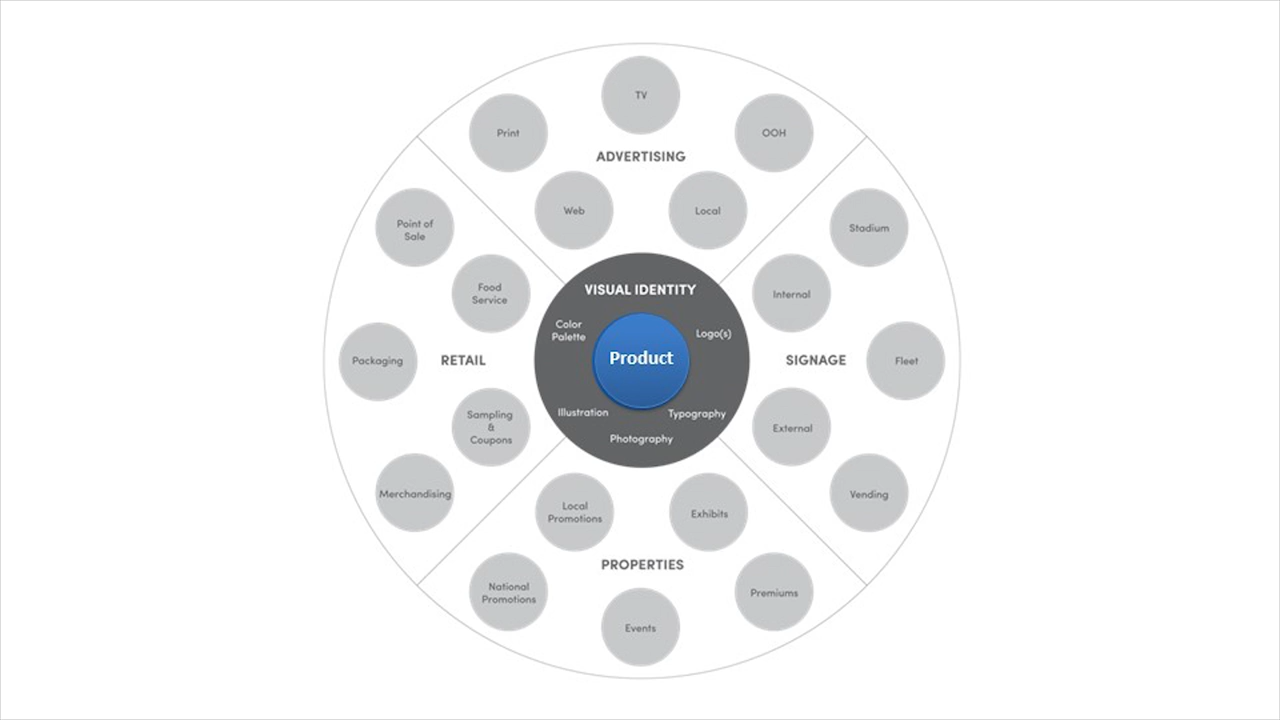 TV
Print
OOH
ADVERTISING
Web
Local
Point of
Sale
Stadium
Food
Service
Internal
VISUAL IDENTITY
Color
Palette
Logo(s)
Packaging
RETAIL
Product
SIGNAGE
Fleet
Illustration
Typography
Photography
Sampling
&
Coupons
External
Merchandising
Vending
Local
Promotions
Exhibits
PROPERTIES
National
Promotions
Premiums
Events